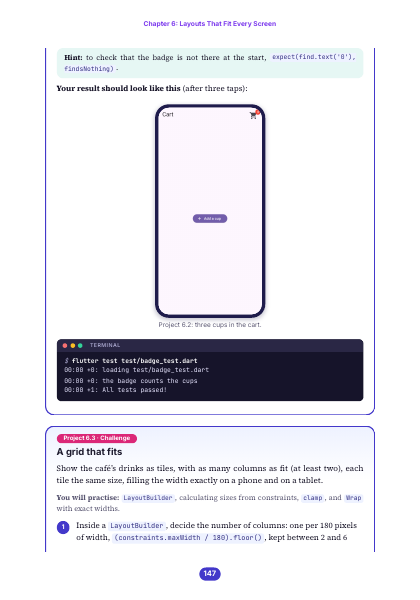 Chapter 6: Layouts That Fit Every Screen
Hint: to check that the badge is not there at the start, expect(find.text('0'),
findsNothing).
Your result should look like this (after three taps):
Cart
+ Add a cup
Project 6.2: three cups in the cart.
TERMINAL
$ flutter test test/badge_test.dart
00:00 +0: loading test/badge_test.dart
00:00 +0: the badge counts the cups
00:00 +1: All tests passed!
Project 6.3 · Challenge
A grid that fits
Show the café's drinks as tiles, with as many columns as fit (at least two), each
tile the same size, filling the width exactly on a phone and on a tablet.
You will practise: LayoutBuilder, calculating sizes from constraints, clamp, and Wrap
with exact widths.
1 Inside a LayoutBuilder, decide the number of columns: one per 180 pixels
of width, (constraints.maxWidth / 180).floor(), kept between 2 and 6
147